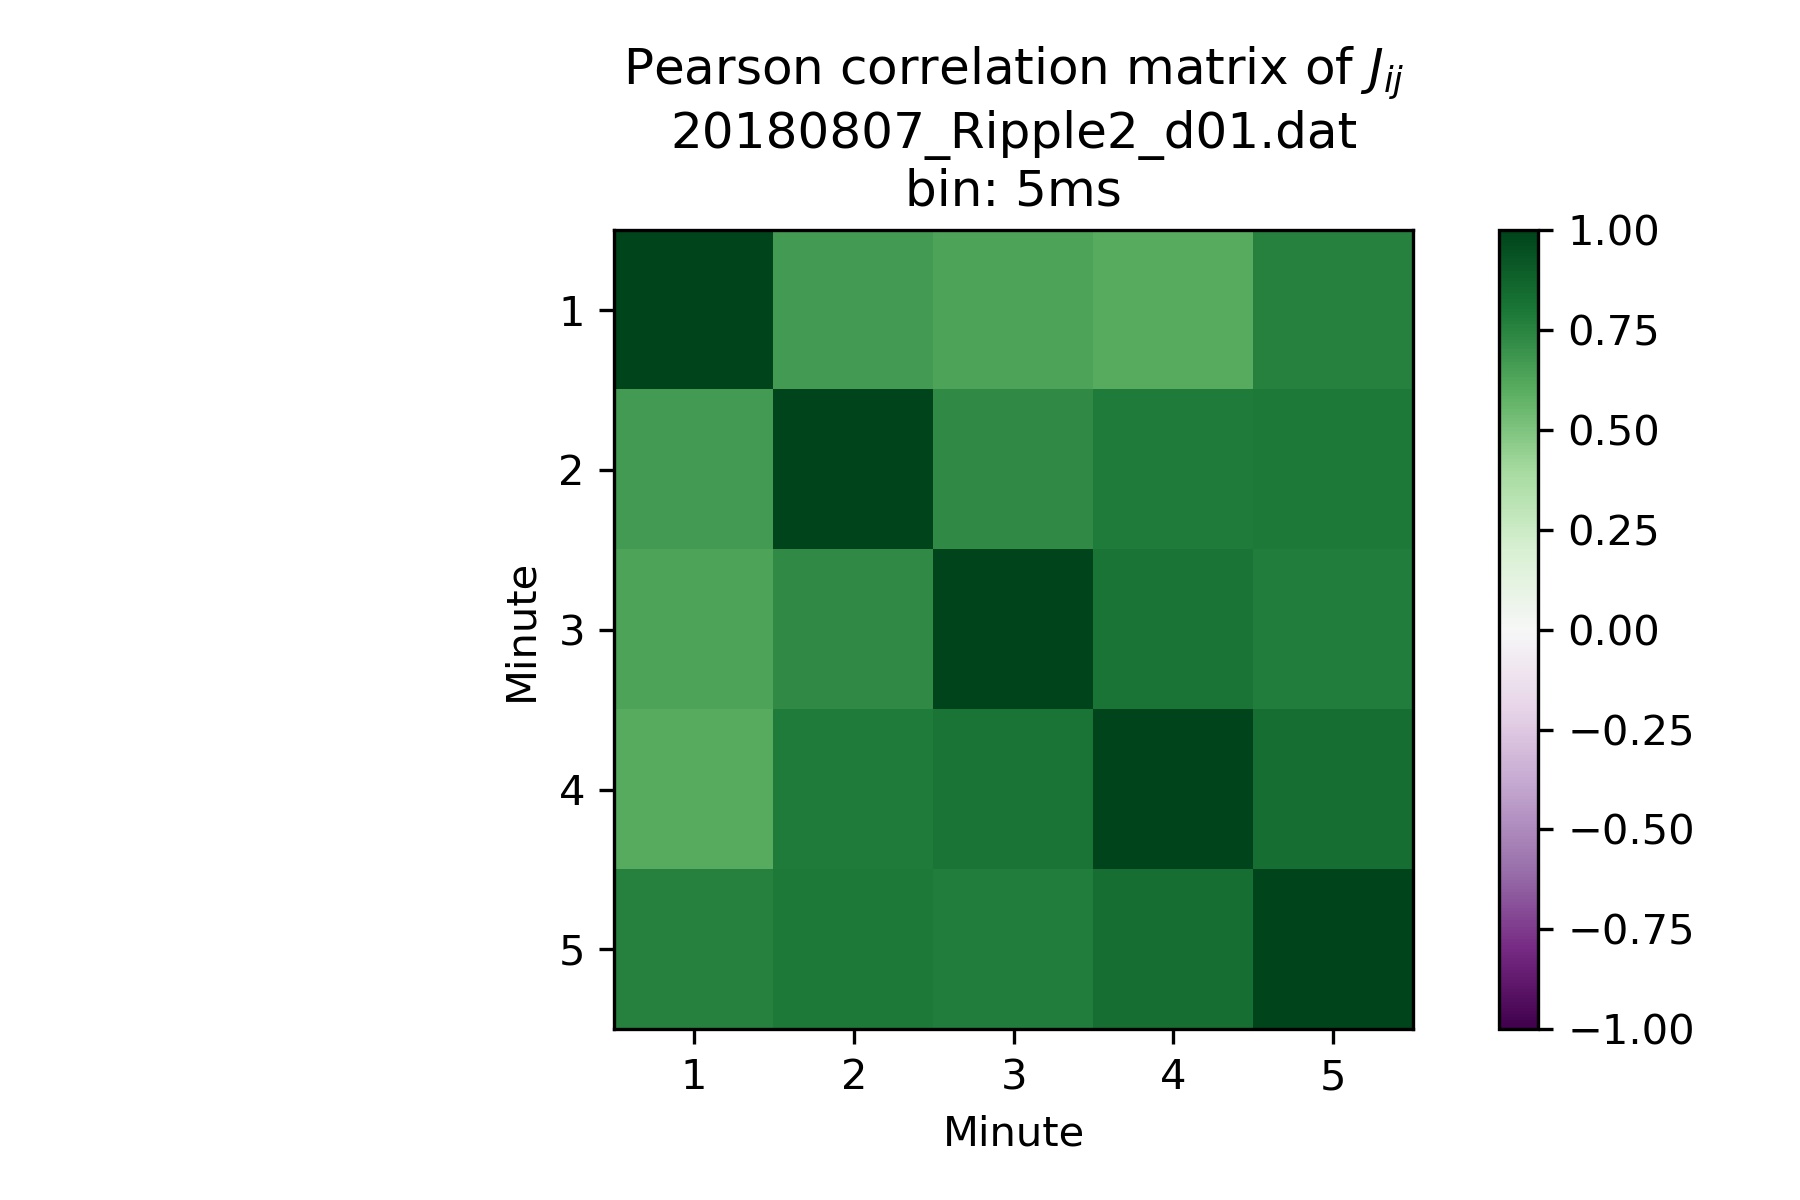 Pearson correlation matrix of J_ij
20180807_Ripple2_d01.dat
bin: 5ms
Minute
1
2
3
4
5
1 2 3 4 5
Minute
1.00
0.75
0.50
0.25
0.00
−0.25
−0.50
−0.75
−1.00